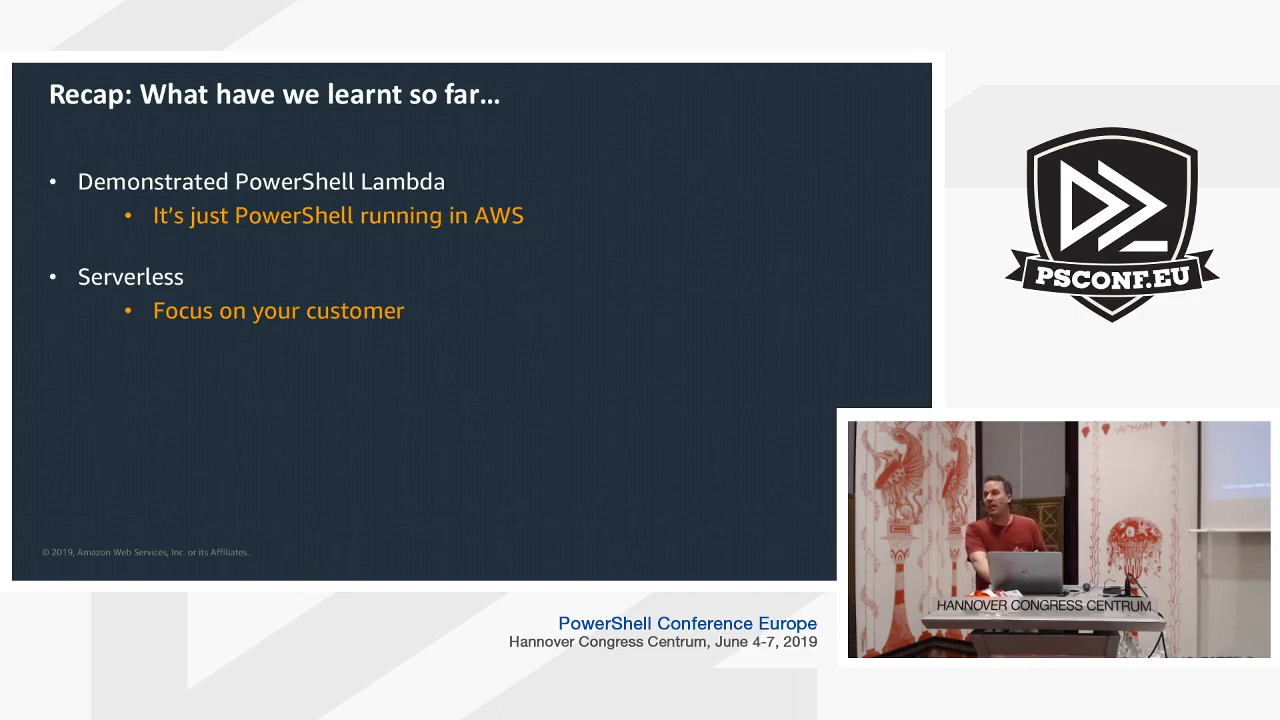 Recap: What have we learnt so far…
• Demonstrated PowerShell Lambda
• It's just PowerShell running in AWS
• Serverless
• Focus on your customer
© 2019, Amazon Web Services, Inc. or its Affiliates.
PSCONF.EU
HANNOVER CONGRESS CENTRUM
PowerShell Conference Europe
Hannover Congress Centrum, June 4-7, 2019